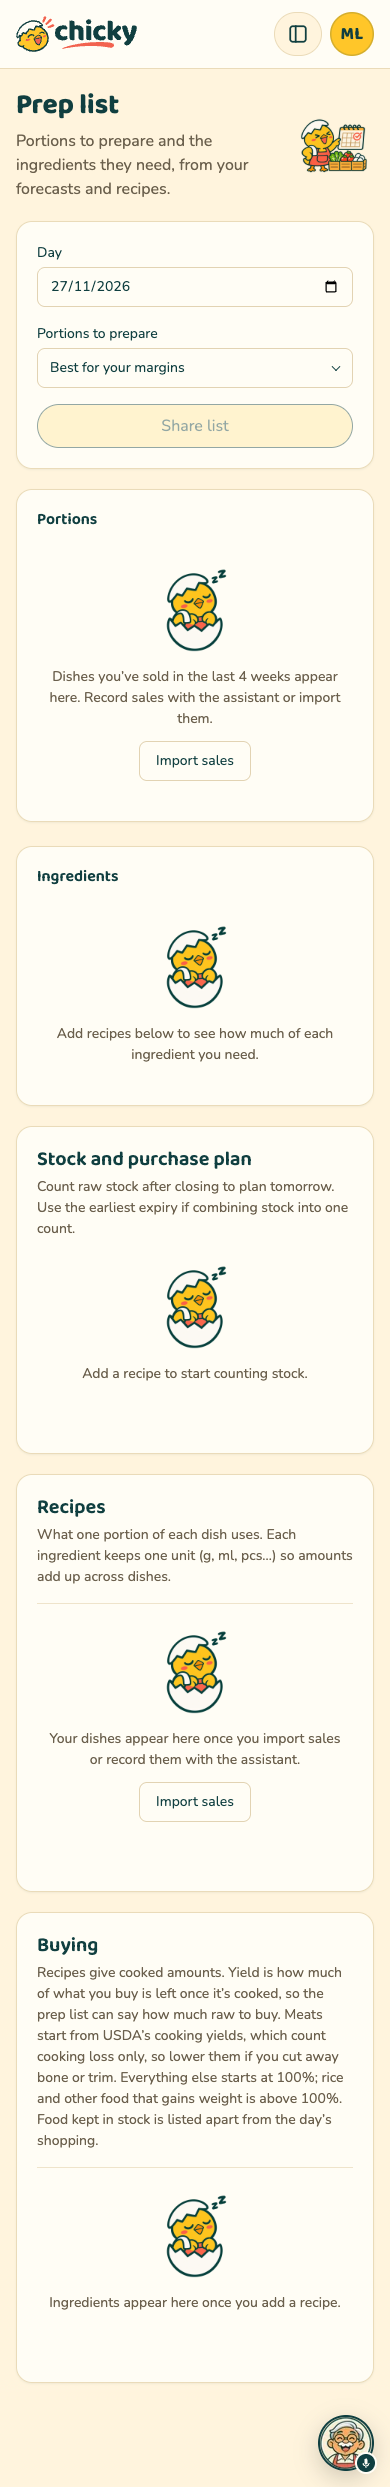 chicky
ML
Prep list
Portions to prepare and the
ingredients they need, from your
forecasts and recipes.
Day
27/11/2026
Portions to prepare
Best for your margins
Share list
Portions
z z z
Dishes you’ve sold in the last 4 weeks appear
here. Record sales with the assistant or import
them.
Import sales
Ingredients
z z z
Add recipes below to see how much of each
ingredient you need.
Stock and purchase plan
Count raw stock after closing to plan tomorrow.
Use the earliest expiry if combining stock into one
count.
z z z
Add a recipe to start counting stock.
Recipes
What one portion of each dish uses. Each
ingredient keeps one unit (g, ml, pcs…) so amounts
add up across dishes.
z z z
Your dishes appear here once you import sales
or record them with the assistant.
Import sales
Buying
Recipes give cooked amounts. Yield is how much
of what you buy is left once it’s cooked, so the
prep list can say how much raw to buy. Meats
start from USDA’s cooking yields, which count
cooking loss only, so lower them if you cut away
bone or trim. Everything else starts at 100%; rice
and other food that gains weight is above 100%.
Food kept in stock is listed apart from the day’s
shopping.
z z z
Ingredients appear here once you add a recipe.